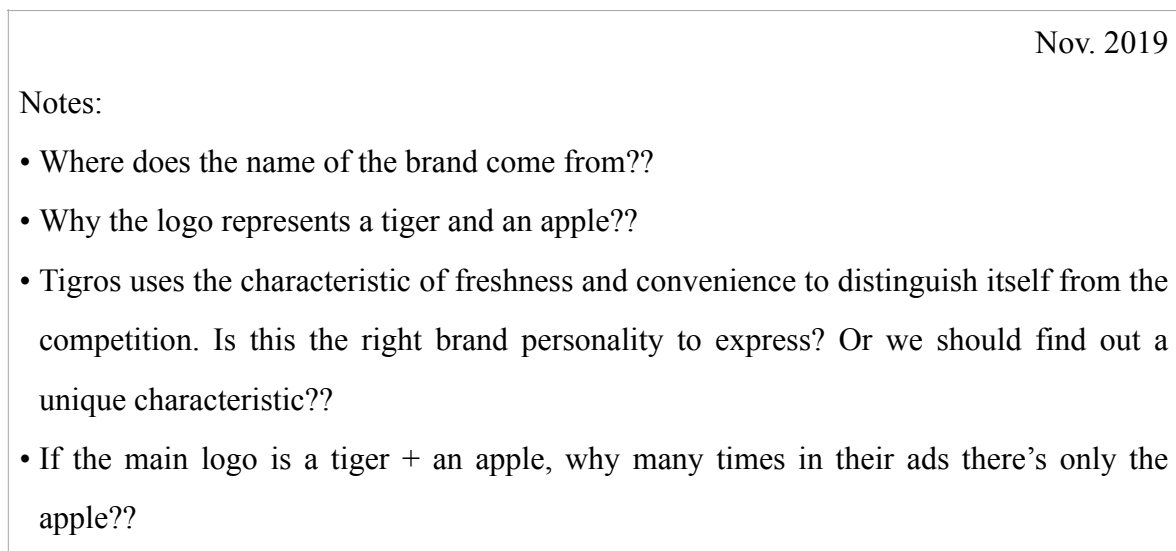 Nov. 2019
Notes:
• Where does the name of the brand come from??
• Why the logo represents a tiger and an apple??
• Tigros uses the characteristic of freshness and convenience to distinguish itself from the
competition. Is this the right brand personality to express? Or we should find out a
unique characteristic??
• If the main logo is a tiger + an apple, why many times in their ads there’s only the
apple??